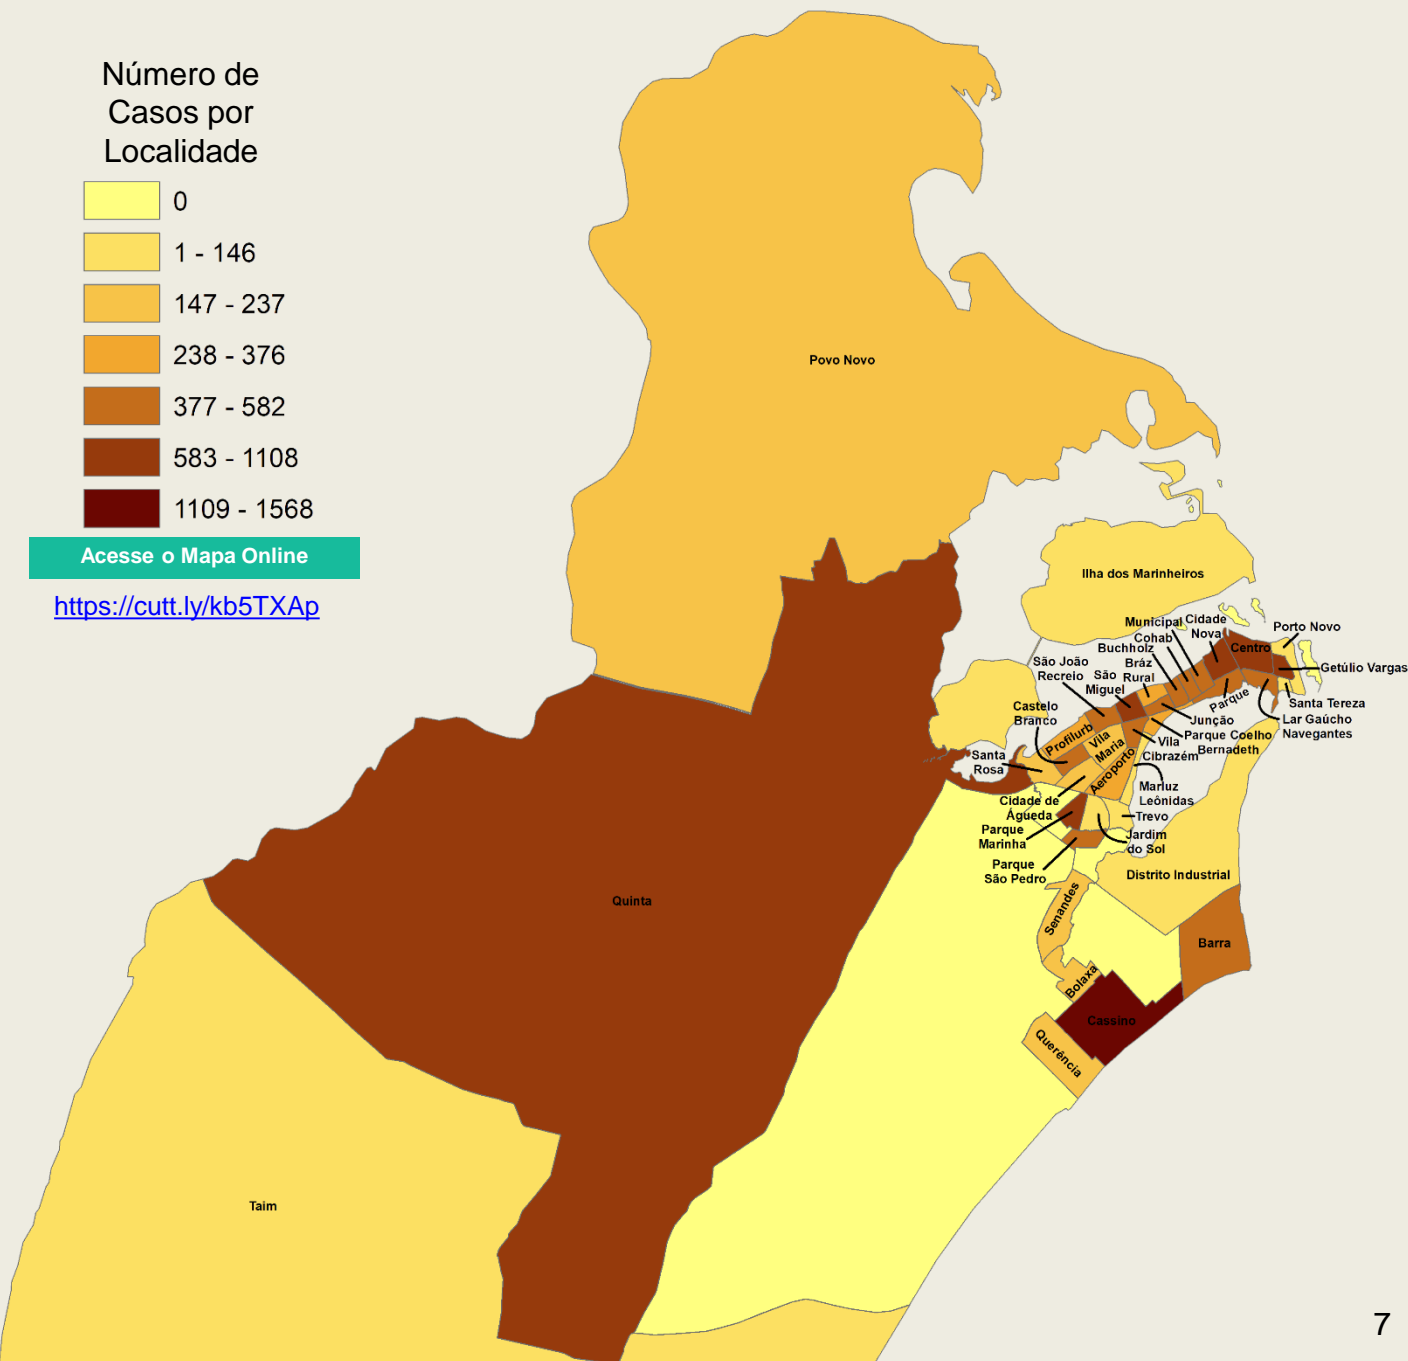 Número de
Casos por
Localidade
0
1 - 146
147 - 237
238 - 376
377 - 582
583 - 1108
1109 - 1568
Acesse o Mapa Online
https://cutt.ly/kb5TXAp
Povo Novo
Ilha dos Marinheiros
Municipal
Cidade
Nova
Porto Novo
Cohab
Buchholz
Centro
Getúlio Vargas
São João
Recreio
Bráz
Rural
São
Miguel
Parque
Santa Tereza
Lar Gaúcho
Navegantes
Castelo
Branco
Junção
Parque Coelho
Bernadeth
Profilurb
Vila
Maria
Vila
Cibrazém
Santa
Rosa
Aeroporto
Marluz
Leônidas
Cidade de
Águeda
Trevo
Parque
Marinha
Jardim
do Sol
Parque
São Pedro
Distrito Industrial
Quinta
Senandes
Barra
Bolaxa
Cassino
Querência
Taim
7